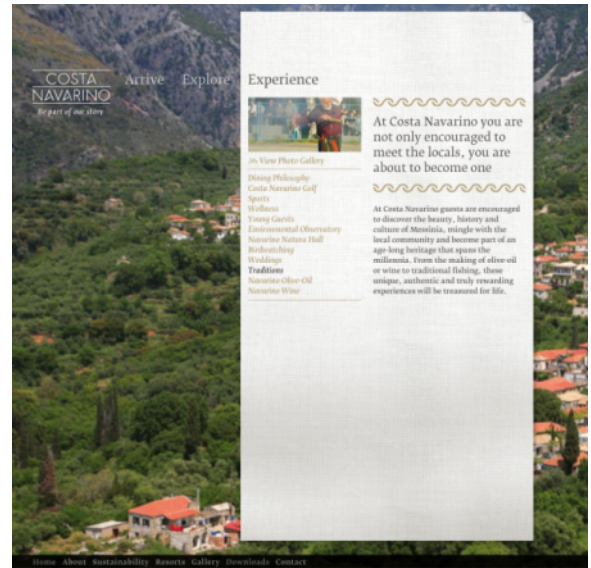 COSTA
NAVARINO
Be part of our story
Arrive Explore Experience
View Photo Gallery
Dining Philosophy
Costa Navarino Golf
Sports
Wellness
Young Guests
Environmental Observatory
Navarino Natura Hall
Birdwatching
Weddings
Traditions
Navarino Olive-Oil
Navarino Wine
At Costa Navarino you are
not only encouraged to
meet the locals, you are
about to become one
At Costa Navarino guests are encouraged
to discover the beauty, history and
culture of Messinia, mingle with the
local community and become part of an
age-long heritage that spans the
millennia. From the making of olive-oil
or wine to traditional fishing, these
unique, authentic and truly rewarding
experiences will be treasured for life.
Home About Sustainability Resorts Gallery Downloads Contact